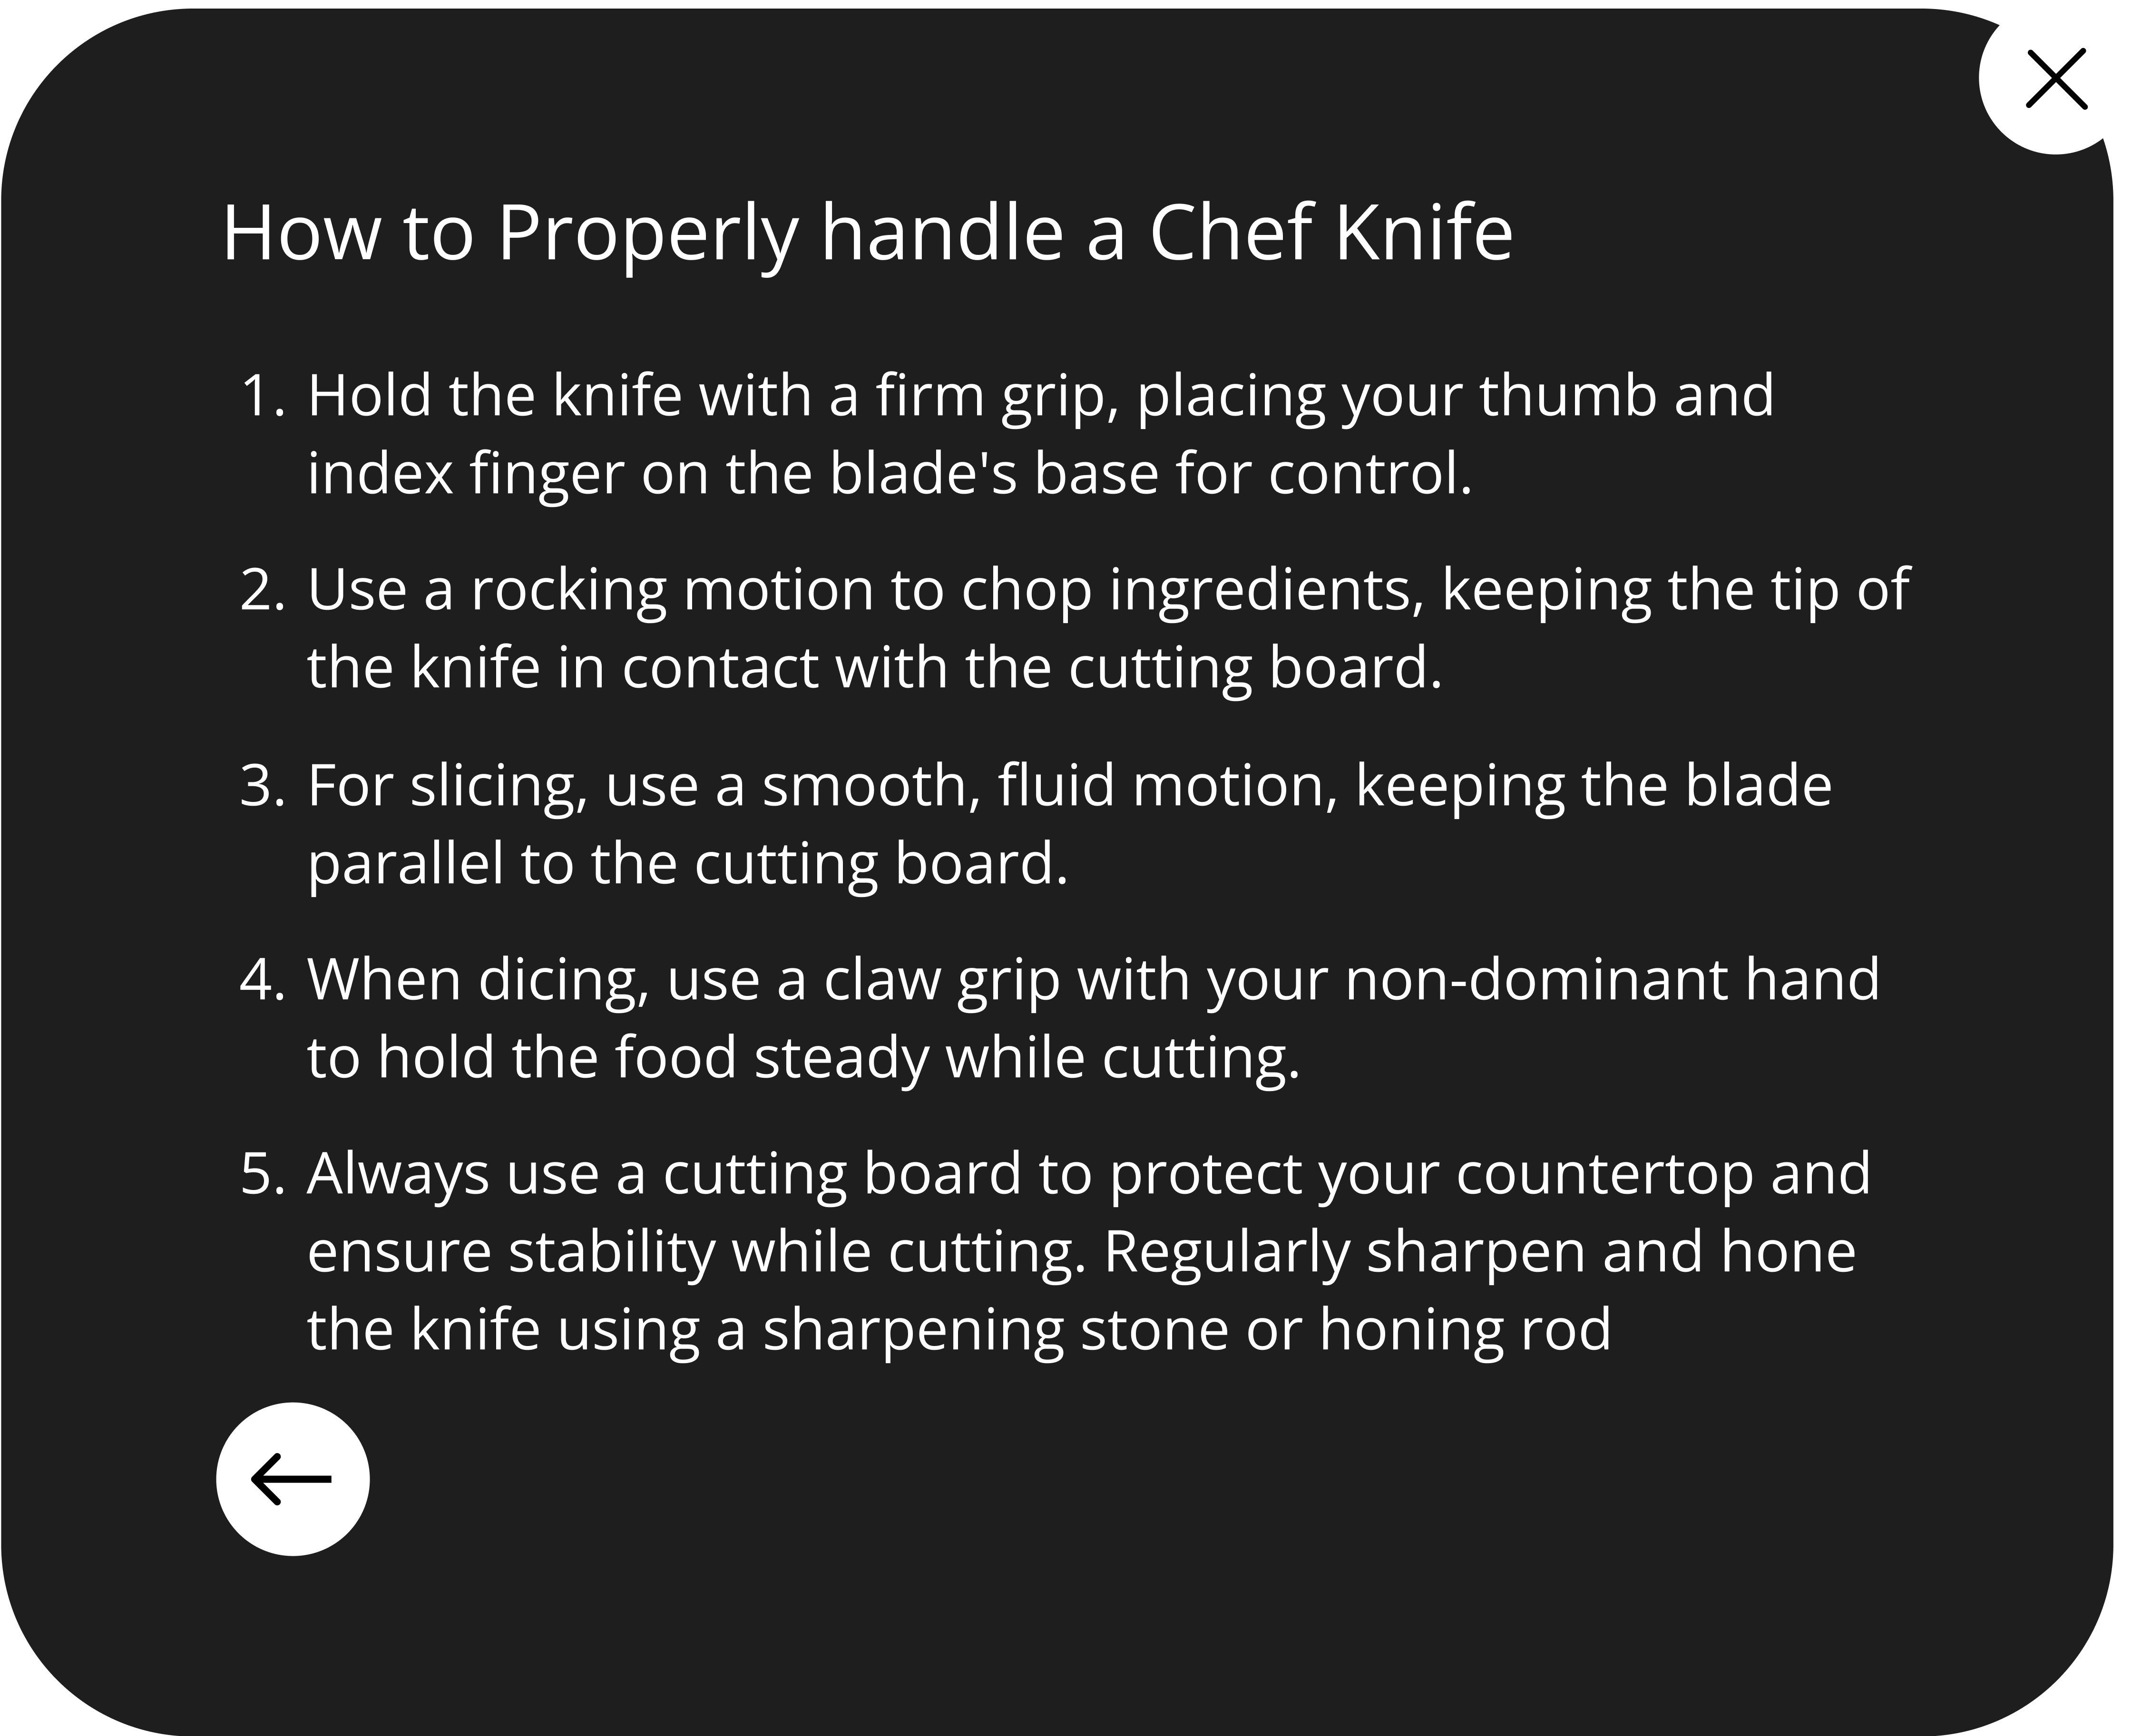 How to Properly handle a Chef Knife
1. Hold the knife with a firm grip, placing your thumb and
index finger on the blade's base for control.
2. Use a rocking motion to chop ingredients, keeping the tip of
the knife in contact with the cutting board.
3. For slicing, use a smooth, fluid motion, keeping the blade
parallel to the cutting board.
4. When dicing, use a claw grip with your non-dominant hand
to hold the food steady while cutting.
5. Always use a cutting board to protect your countertop and
ensure stability while cutting. Regularly sharpen and hone
the knife using a sharpening stone or honing rod